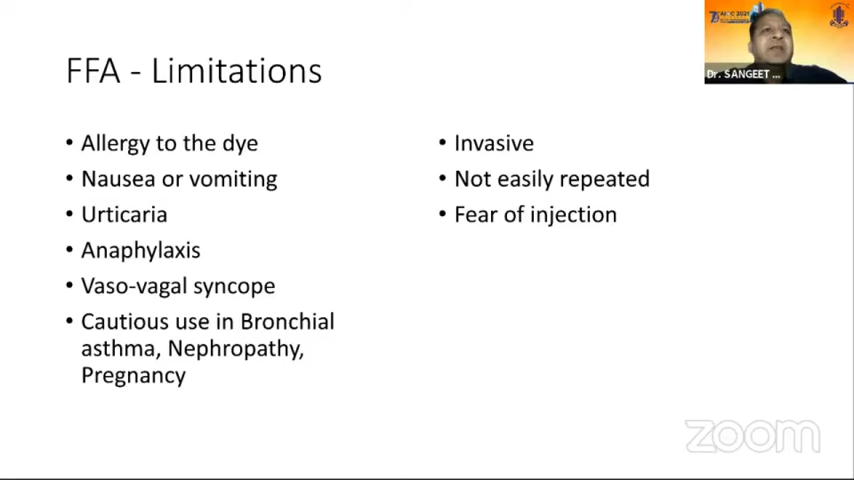 FFA - Limitations
• Allergy to the dye
• Nausea or vomiting
• Urticaria
• Anaphylaxis
• Vaso-vagal syncope
• Cautious use in Bronchial
asthma, Nephropathy,
Pregnancy
• Invasive
• Not easily repeated
• Fear of injection
Dr. SANGEET ...
zoom